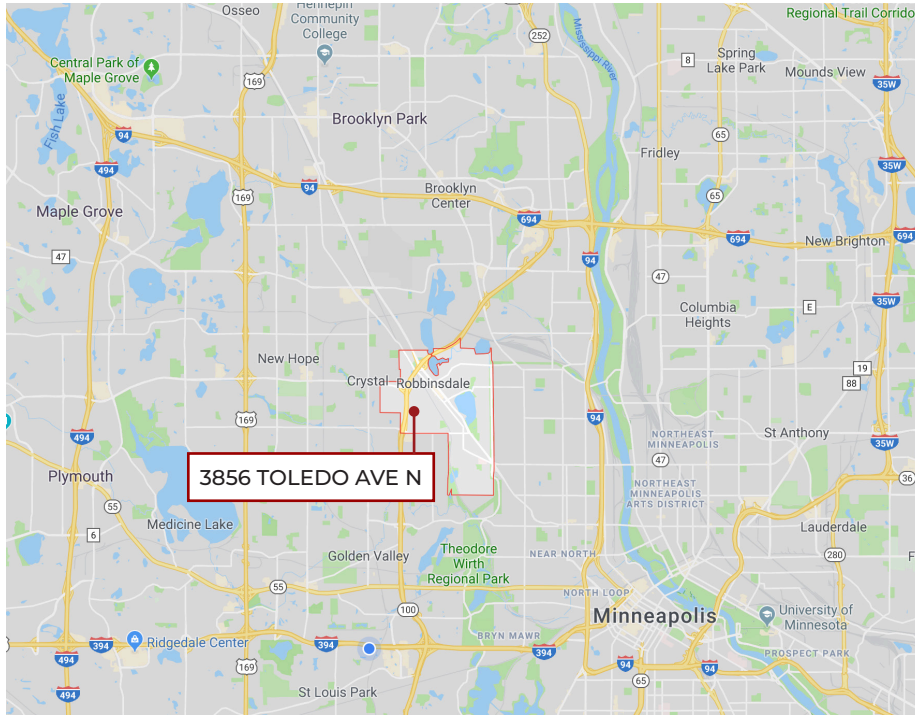 Osseo
Hennepin
Community
College
252
Mississippi River
Regional Trail Corrido
Central Park of
Maple Grove
169
8
Spring
Lake Park
Mounds View
35W
Fish Lake
94
Brooklyn Park
65
494
Fridley
35W
169
94
Brooklyn
Center
65
Maple Grove
694
694
New Brighton
694
47
94
47
Columbia
Heights
E
35W
New Hope
Crystal
Robbinsdale
19
88
169
94
494
NORTHEAST
MINNEAPOLIS
St Anthony
35W
47
Plymouth
3856 TOLEDO AVE N
36
NORTHEAST
MINNEAPOLIS
ARTS DISTRICT
55
Medicine Lake
6
Lauderdale
Golden Valley
Theodore
Wirth
Regional Park
NEAR NORTH
280
F
55
NORTH LOOP
100
Minneapolis
University of
Minnesota
Ridgedale Center
394
394
BRYN MAWR
394
494
169
94
94
PROSPECT PARK
65
St Louis Park
494